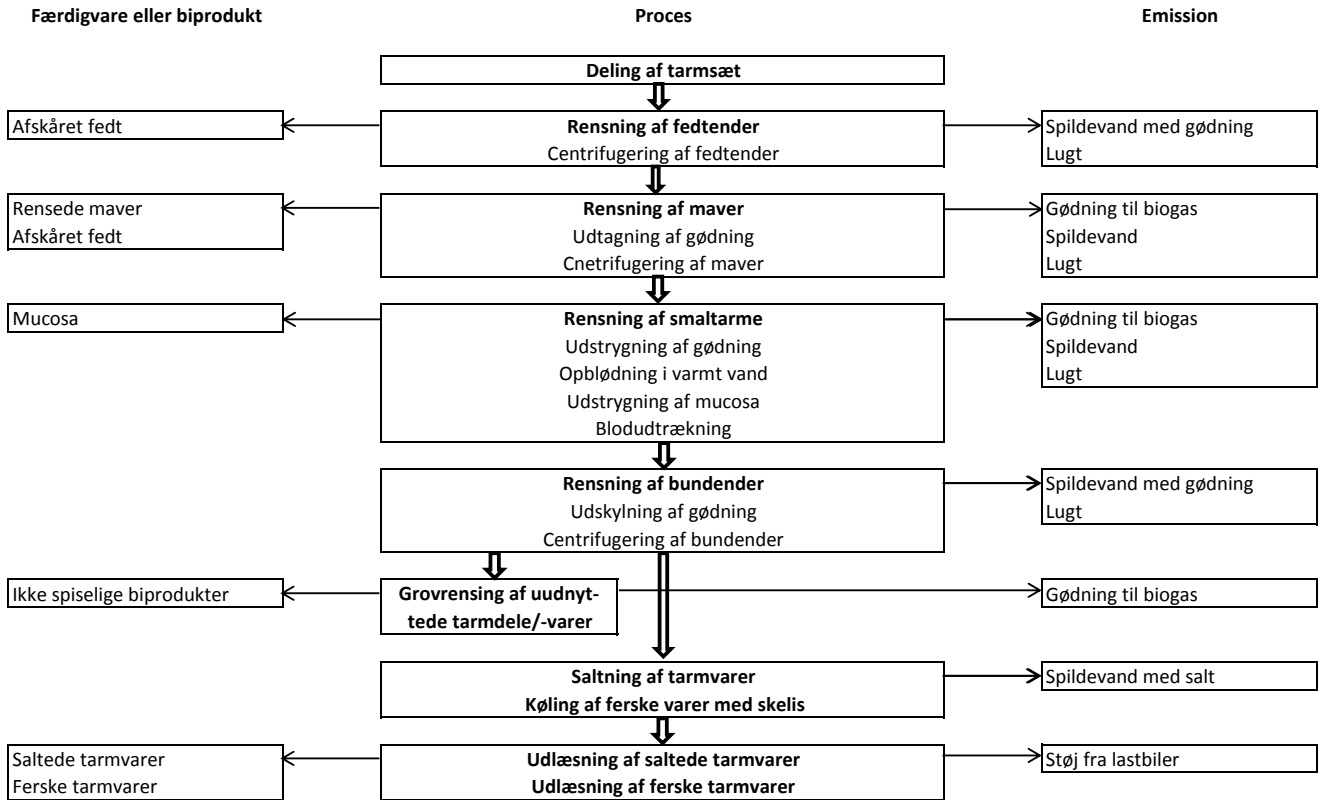 Færdigvare eller biprodukt
Proces
Emission
Deling af tarmsæt
Afskåret fedt
Rensning af fedtender
Centrifugering af fedtender
Spildevand med gødning
Lugt
Rensede maver
Afskåret fedt
Rensning af maver
Udtagning af gødning
Cnetrifugering af maver
Gødning til biogas
Spildevand
Lugt
Mucosa
Rensning af smaltarme
Udstrygning af gødning
Opblødning i varmt vand
Udstrygning af mucosa
Blodudtrækning
Gødning til biogas
Spildevand
Lugt
Rensning af bundender
Udskylning af gødning
Centrifugering af bundender
Spildevand med gødning
Lugt
Ikke spiselige biprodukter
Grovrensing af uudnyt-
tede tarmdele/-varer
Gødning til biogas
Saltning af tarmvarer
Køling af ferske varer med skelis
Spildevand med salt
Saltede tarmvarer
Ferske tarmvarer
Udlæsning af saltede tarmvarer
Udlæsning af ferske tarmvarer
Støj fra lastbiler